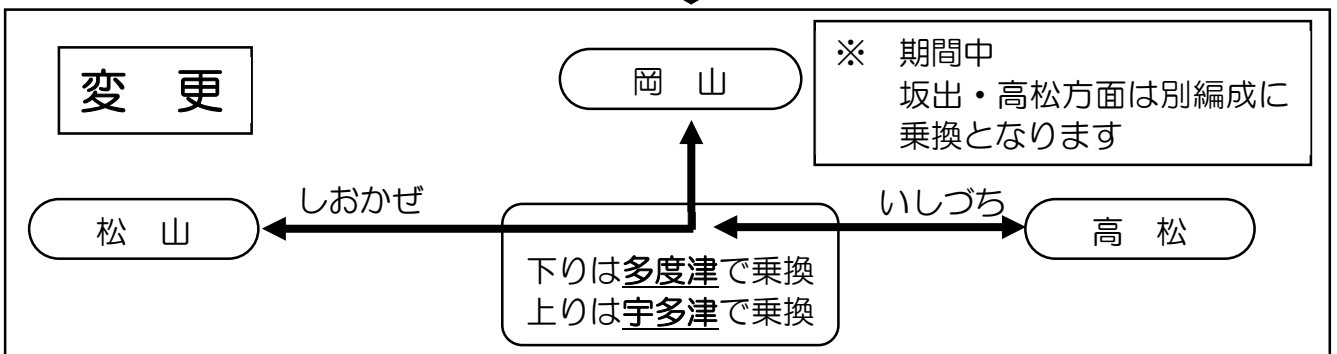 変 更
岡 山
※ 期間中
坂出・高松方面は別編成に
乗換となります
しおかぜ
いしづち
松 山
高 松
下りは多度津で乗換
上りは宇多津で乗換